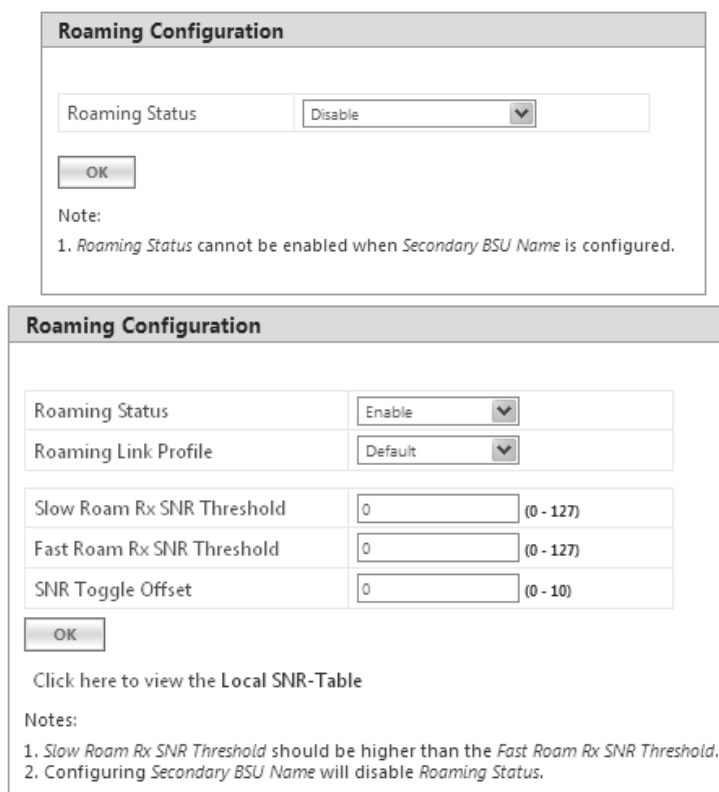 Roaming Configuration
Roaming Status Disable
OK
Note:
1. Roaming Status cannot be enabled when Secondary BSU Name is configured.
Roaming Configuration
Roaming Status Enable
Roaming Link Profile Default
Slow Roam Rx SNR Threshold 0 (0 - 127)
Fast Roam Rx SNR Threshold 0 (0 - 127)
SNR Toggle Offset 0 (0 - 10)
OK
Click here to view the Local SNR-Table
Notes:
1. Slow Roam Rx SNR Threshold should be higher than the Fast Roam Rx SNR Threshold.
2. Configuring Secondary BSU Name will disable Roaming Status.